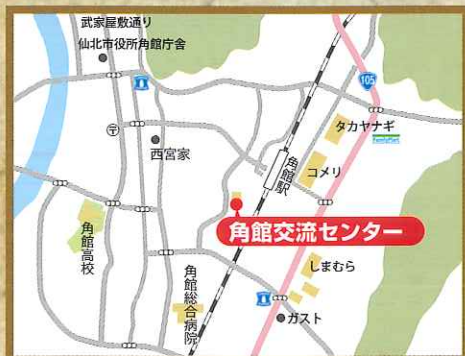 武家屋敷通り
仙北市役所角館庁舎
105
タカヤナギ
FamilyMart
西宮家
コメリ
角館駅
角館交流センター
角館高校
しまむら
角館総合病院
ガスト